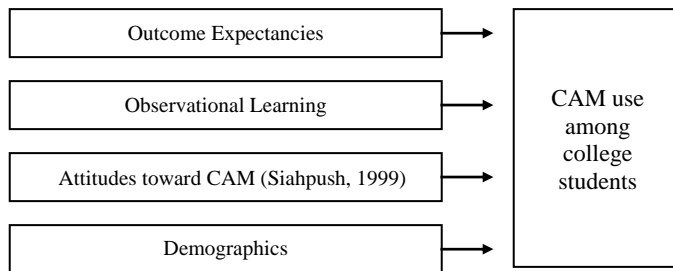 Outcome Expectancies
Observational Learning
Attitudes toward CAM (Siahpush, 1999)
Demographics
CAM use
among
college
students